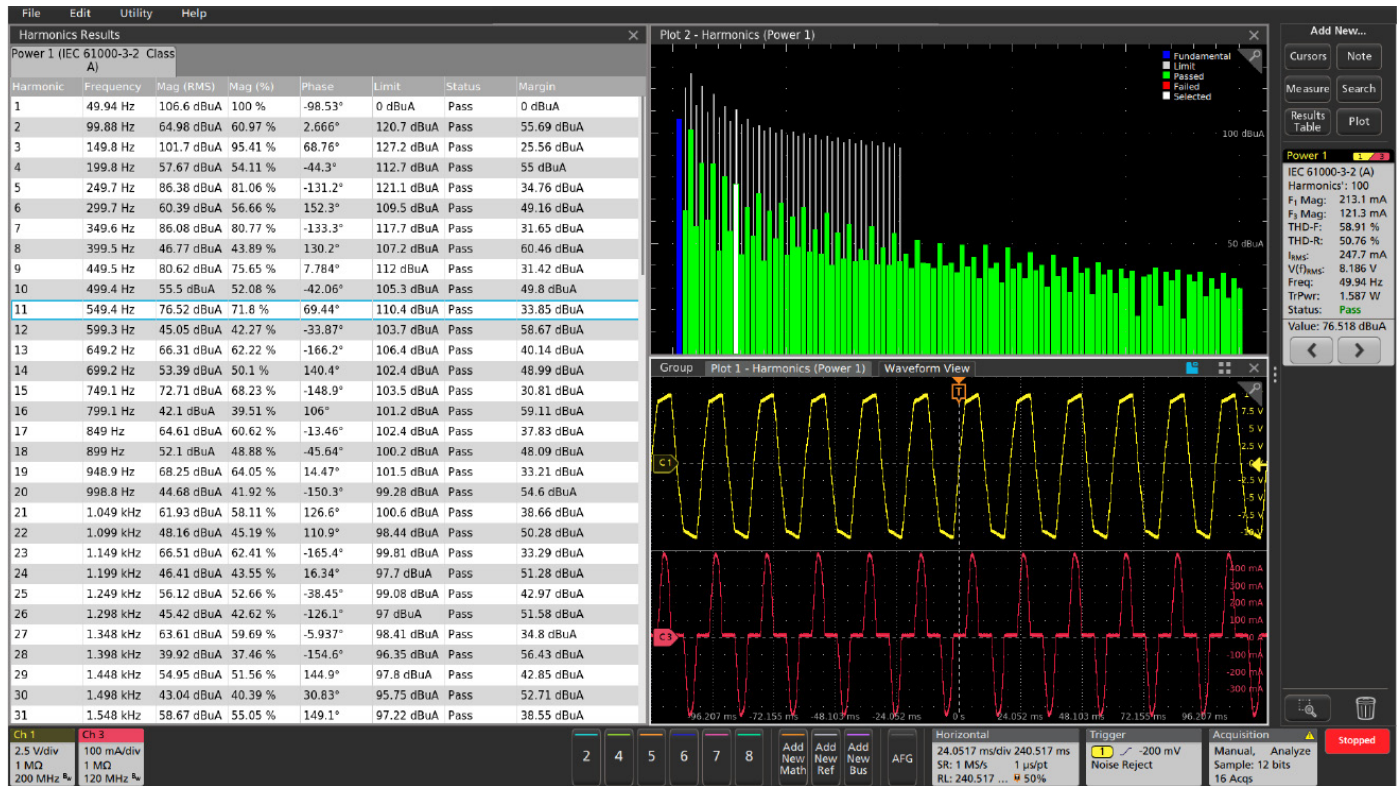 File Edit Utility Help
Harmonics Results
Power 1 (IEC 61000-3-2 Class
A)
Harmonic Frequency Mag (RMS) Mag (%) Phase Limit Status Margin
1 49.94 Hz 106.6 dBuA 100 % -98.53° 0 dBuA Pass 0 dBuA
2 99.88 Hz 64.98 dBuA 60.97 % 2.666° 120.7 dBuA Pass 55.69 dBuA
3 149.8 Hz 101.7 dBuA 95.41 % 68.76° 127.2 dBuA Pass 25.56 dBuA
4 199.8 Hz 57.67 dBuA 54.11 % -44.3° 112.7 dBuA Pass 55 dBuA
5 249.7 Hz 86.38 dBuA 81.06 % -131.2° 121.1 dBuA Pass 34.76 dBuA
6 299.7 Hz 60.39 dBuA 56.66 % 152.3° 109.5 dBuA Pass 49.16 dBuA
7 349.6 Hz 86.08 dBuA 80.77 % -133.3° 117.7 dBuA Pass 31.65 dBuA
8 399.5 Hz 46.77 dBuA 43.89 % 130.2° 107.2 dBuA Pass 60.46 dBuA
9 449.5 Hz 80.62 dBuA 75.65 % 7.784° 112 dBuA Pass 31.42 dBuA
10 499.4 Hz 55.5 dBuA 52.08 % -42.06° 105.3 dBuA Pass 49.8 dBuA
11 549.4 Hz 76.52 dBuA 71.8 % 69.44° 110.4 dBuA Pass 33.85 dBuA
12 599.3 Hz 45.05 dBuA 42.27 % -33.87° 103.7 dBuA Pass 58.67 dBuA
13 649.2 Hz 66.31 dBuA 62.22 % -166.2° 106.4 dBuA Pass 40.14 dBuA
14 699.2 Hz 53.39 dBuA 50.1 % 140.4° 102.4 dBuA Pass 48.99 dBuA
15 749.1 Hz 72.71 dBuA 68.23 % -148.9° 103.5 dBuA Pass 30.81 dBuA
16 799.1 Hz 42.1 dBuA 39.51 % 106° 101.2 dBuA Pass 59.11 dBuA
17 849 Hz 64.61 dBuA 60.62 % -13.46° 102.4 dBuA Pass 37.83 dBuA
18 899 Hz 52.1 dBuA 48.88 % -45.64° 100.2 dBuA Pass 48.09 dBuA
19 948.9 Hz 68.25 dBuA 64.05 % 14.47° 101.5 dBuA Pass 33.21 dBuA
20 998.8 Hz 44.68 dBuA 41.92 % -150.3° 99.28 dBuA Pass 54.6 dBuA
21 1.049 kHz 61.93 dBuA 58.11 % 126.6° 100.6 dBuA Pass 38.66 dBuA
22 1.099 kHz 48.16 dBuA 45.19 % 110.9° 98.44 dBuA Pass 50.28 dBuA
23 1.149 kHz 66.51 dBuA 62.41 % -165.4° 99.81 dBuA Pass 33.29 dBuA
24 1.199 kHz 46.41 dBuA 43.55 % 16.34° 97.7 dBuA Pass 51.28 dBuA
25 1.249 kHz 56.12 dBuA 52.66 % -38.45° 99.08 dBuA Pass 42.97 dBuA
26 1.298 kHz 45.42 dBuA 42.62 % -126.1° 97 dBuA Pass 51.58 dBuA
27 1.348 kHz 63.61 dBuA 59.69 % -5.937° 98.41 dBuA Pass 34.8 dBuA
28 1.398 kHz 39.92 dBuA 37.46 % -154.6° 96.35 dBuA Pass 56.43 dBuA
29 1.448 kHz 54.95 dBuA 51.56 % 144.9° 97.8 dBuA Pass 42.85 dBuA
30 1.498 kHz 43.04 dBuA 40.39 % 30.83° 95.75 dBuA Pass 52.71 dBuA
31 1.548 kHz 58.67 dBuA 55.05 % 149.1° 97.22 dBuA Pass 38.55 dBuA
Plot 2 - Harmonics (Power 1)
Fundamental
Limit
Passed
Failed
Selected
100 dBuA
50 dBuA
Group Plot 1 - Harmonics (Power 1) Waveform View
T
7.5 V
5 V
2.5 V
C1
-2.5 V
-5 V
-7.5 V
-10 V
400 mA
300 mA
200 mA
100 mA
C3
-100 mA
-200 mA
-300 mA
-96.207 ms -72.155 ms -48.103 ms -24.052 ms 0 s 24.052 ms 48.103 ms 72.155 ms 96.207 ms
Add New...
Cursors Note
Measure Search
Results
Table
Plot
Power 1 1 / 3
IEC 61000-3-2 (A)
Harmonics': 100
F₁ Mag: 213.1 mA
F₃ Mag: 121.3 mA
THD-F: 58.91 %
THD-R: 50.76 %
IRMS: 247.7 mA
V(f)RMS: 8.186 V
Freq: 49.94 Hz
TrPwr: 1.587 W
Status: Pass
Value: 76.518 dBuA
Ch 1
2.5 V/div
1 MΩ
200 MHz Bw
Ch 3
100 mA/div
1 MΩ
120 MHz Bw
2 4 5 6 7 8
Add
New
Math
Add
New
Ref
Add
New
Bus
AFG
Horizontal
24.0517 ms/div 240.517 ms
SR: 1 MS/s 1 µs/pt
RL: 240.517 ... 50%
Trigger
1 -200 mV
Noise Reject
Acquisition
Manual, Analyze
Sample: 12 bits
16 Acqs
Stopped